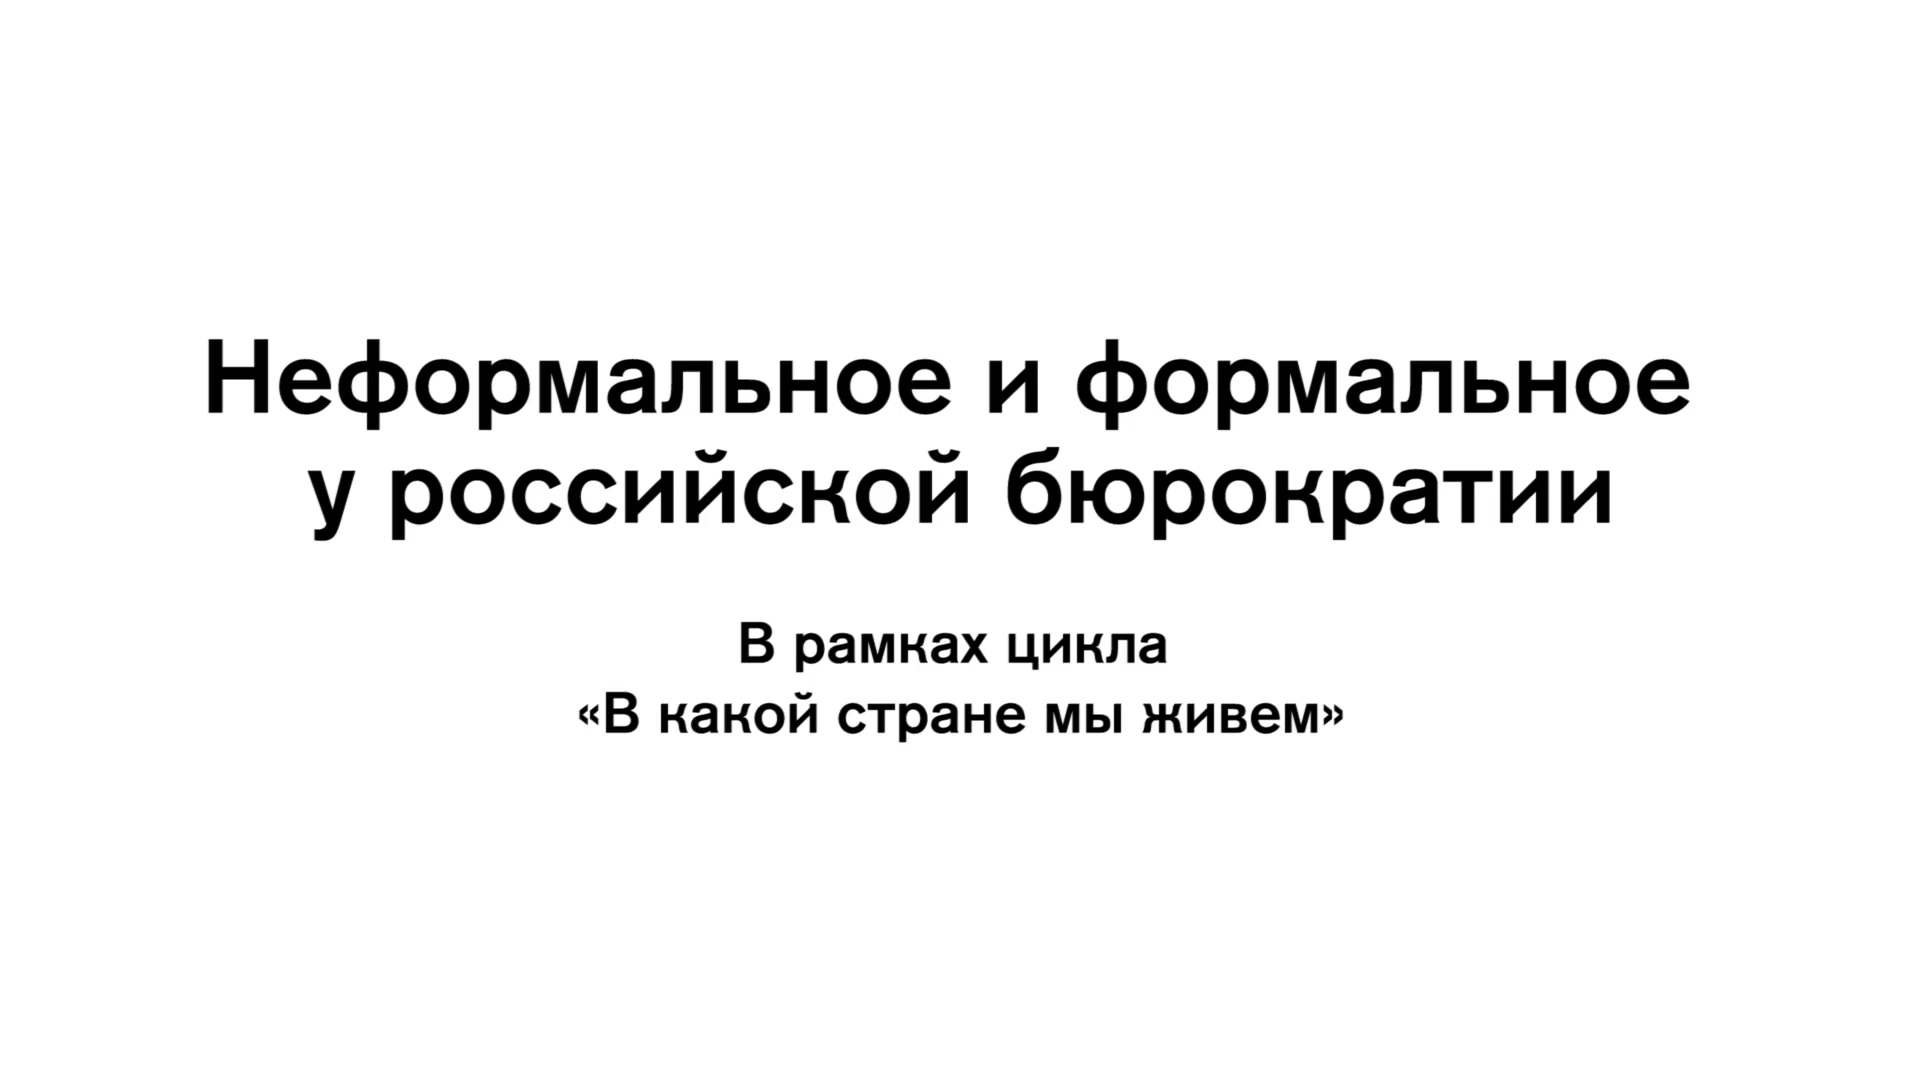 Неформальное и формальное
у российской бюрократии
В рамках цикла
«В какой стране мы живем»